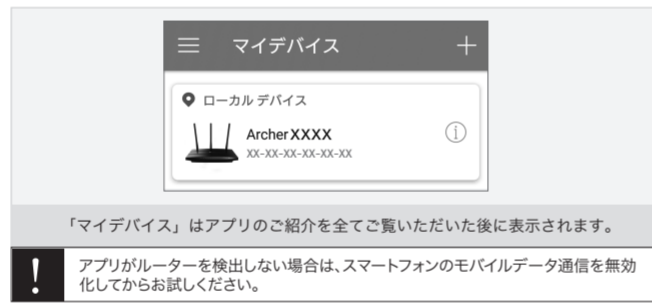 マイデバイス
ローカル デバイス
Archer XXXX
XX-XX-XX-XX-XX-XX
「マイデバイス」はアプリのご紹介を全てご覧いただいた後に表示されます。
アプリがルーターを検出しない場合は、スマートフォンのモバイルデータ通信を無効
化してからお試しください。